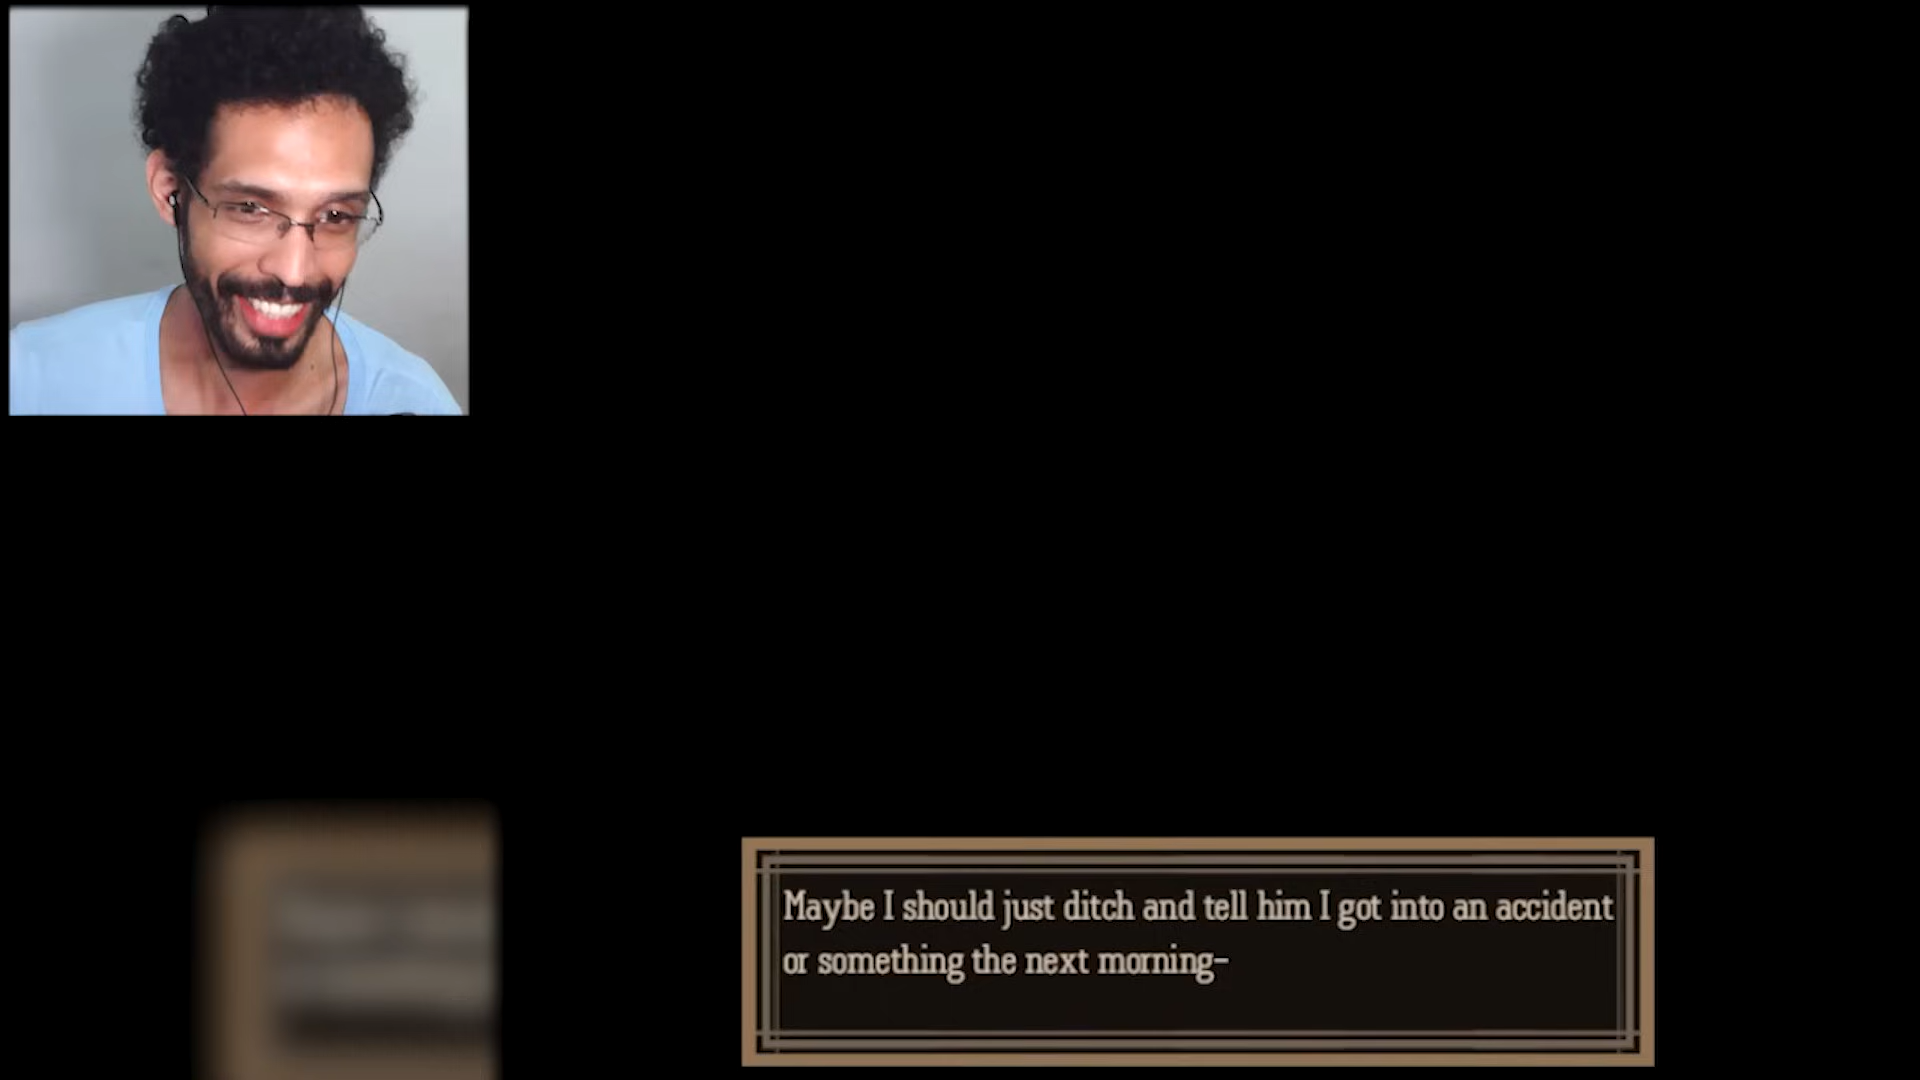 Maybe I should just ditch and tell him I got into an accident
or something the next morning-